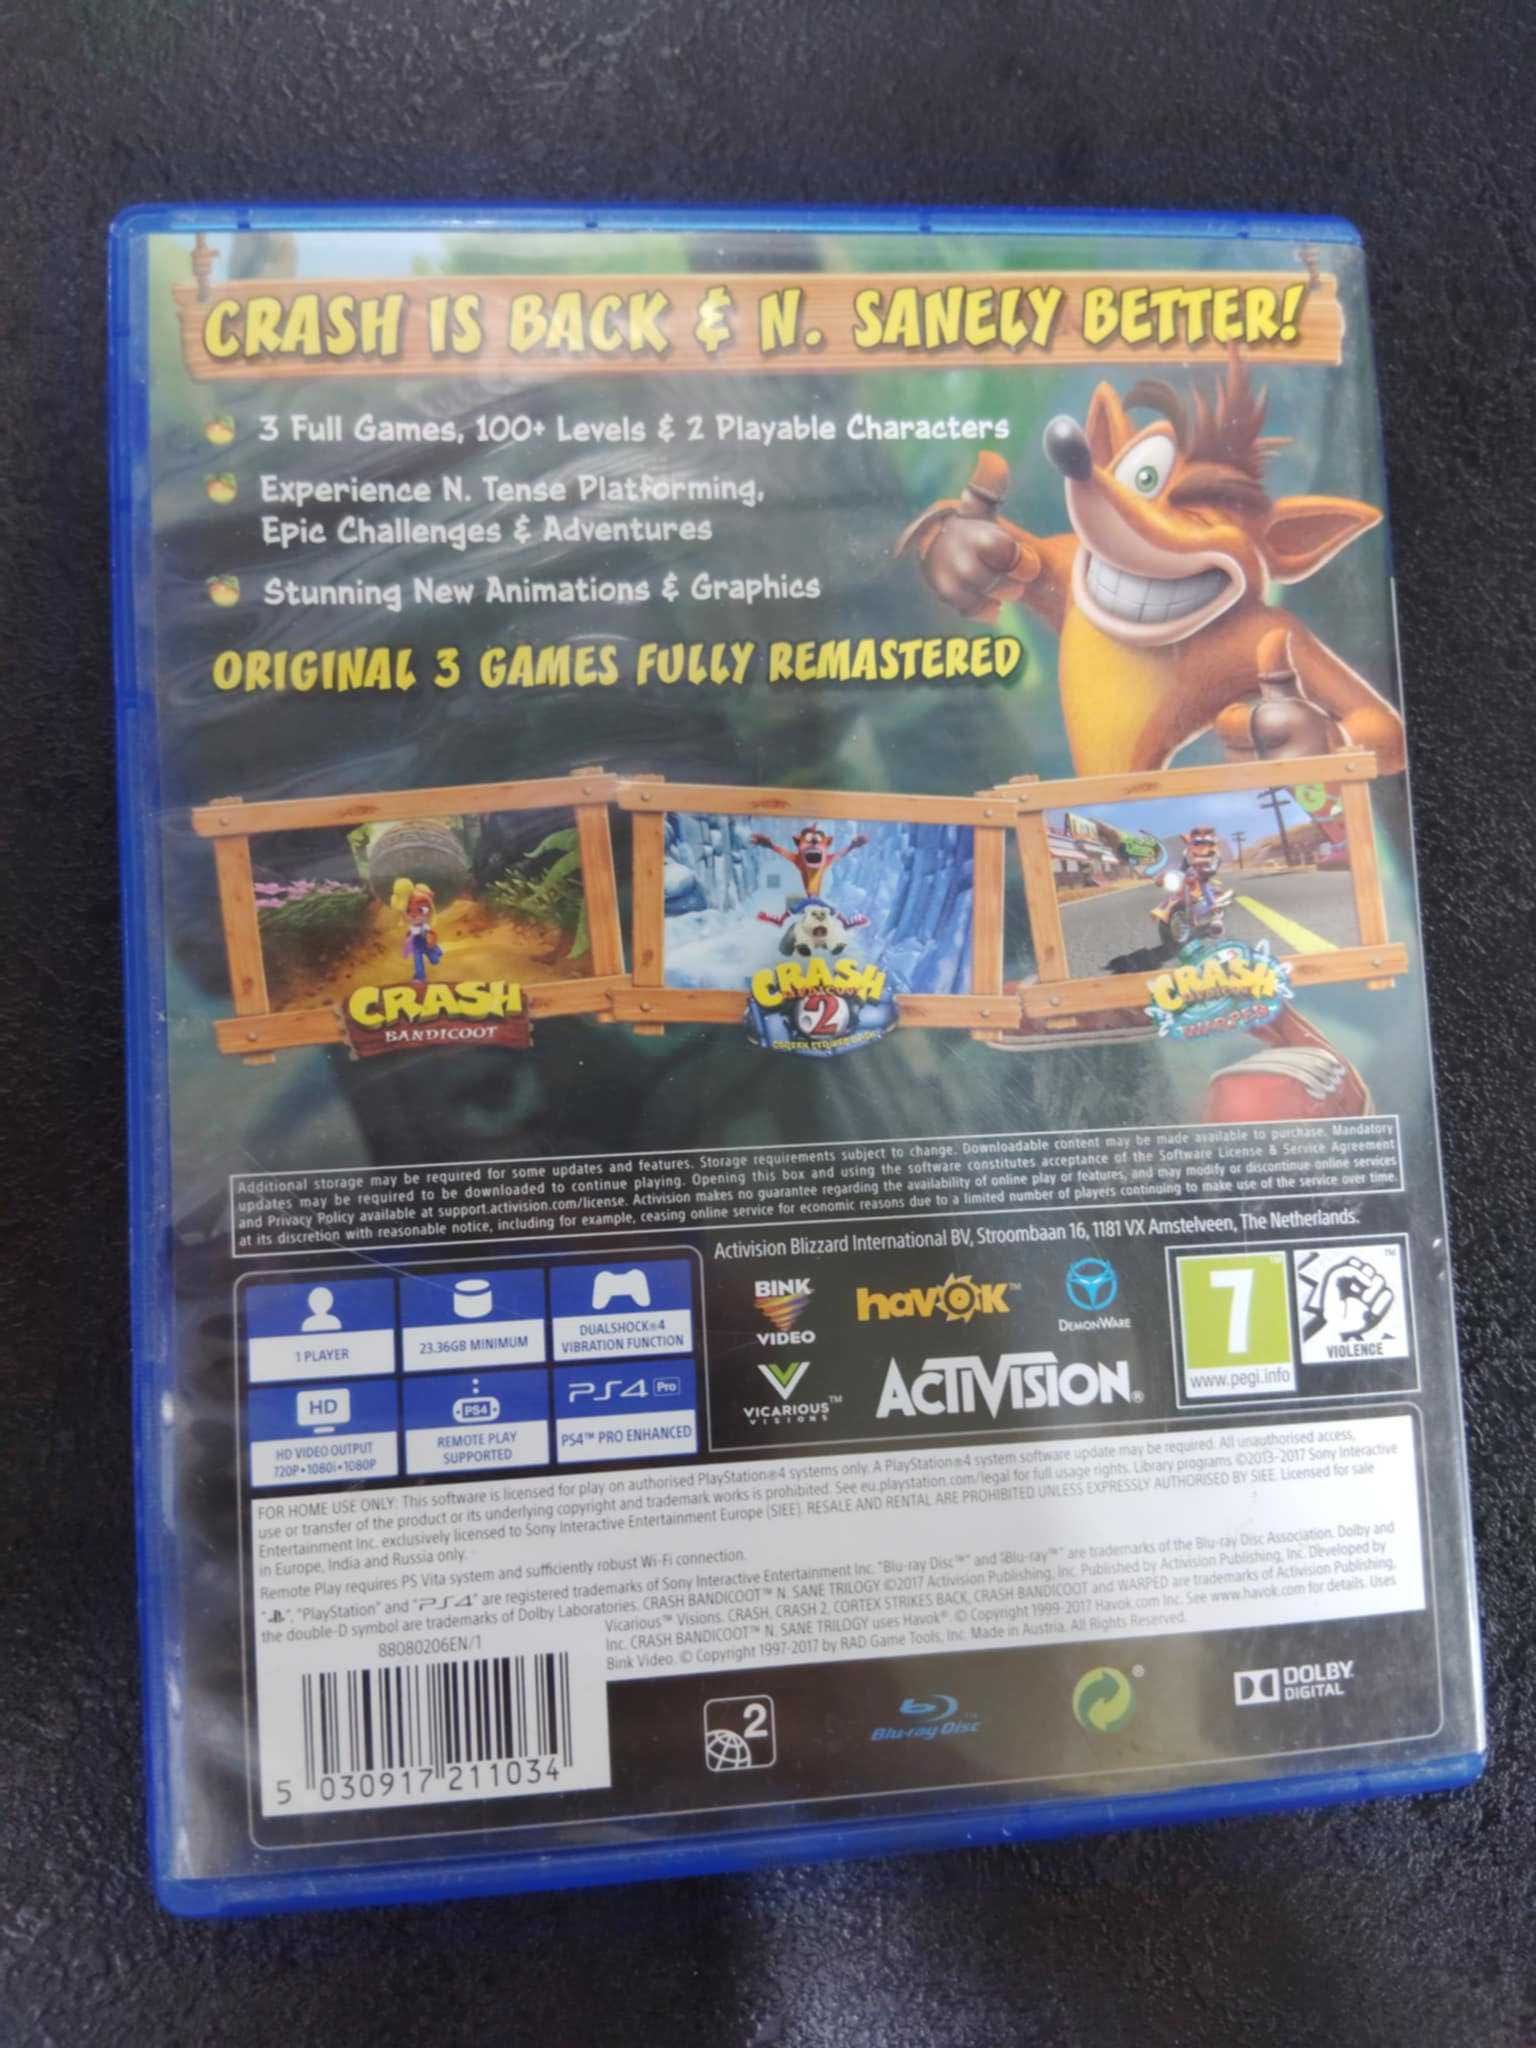 CRASH IS BACK & N. SANELY BETTER!
3 Full Games, 100+ Levels & 2 Playable Characters
Experience N. Tense Platforming,
Epic Challenges & Adventures
Stunning New Animations & Graphics
ORIGINAL 3 GAMES FULLY REMASTERED
CRASH
BANDICOOT
CRASH
BANDICOOT
2
CORTEX STRIKES BACK
CRASH
BANDICOOT
WARPED
Additional storage may be required for some updates and features. Storage requirements subject to change. Downloadable content may be made available to purchase. Mandatory
updates may be required to be downloaded to continue playing. Opening this box and using the software constitutes acceptance of the Software License & Service Agreement
and Privacy Policy available at support.activision.com/license. Activision makes no guarantee regarding the availability of online play or features, and may modify or discontinue online services
at its discretion with reasonable notice, including for example, ceasing online service for economic reasons due to a limited number of players continuing to make use of the service over time.
Activision Blizzard International BV, Stroombaan 16, 1181 VX Amstelveen, The Netherlands.
1 PLAYER
23.36GB MINIMUM
DUALSHOCK®4
VIBRATION FUNCTION
HD
HD VIDEO OUTPUT
720P•1080i•1080P
PS4
REMOTE PLAY
SUPPORTED
PS4 Pro
PS4™ PRO ENHANCED
BINK
VIDEO
havok™
DEMONWARE
VICARIOUS™
VISIONS
ACTIVISION®
7
www.pegi.info
VIOLENCE
FOR HOME USE ONLY: This software is licensed for play on authorised PlayStation®4 systems only. A PlayStation®4 system software update may be required. All unauthorised access,
use or transfer of the product or its underlying copyright and trademark works is prohibited. See eu.playstation.com/legal for full usage rights. Library programs ©2013-2017 Sony Interactive
Entertainment Inc. exclusively licensed to Sony Interactive Entertainment Europe (SIEE). RESALE AND RENTAL ARE PROHIBITED UNLESS EXPRESSLY AUTHORISED BY SIEE. Licensed for sale
in Europe, India and Russia only.
Remote Play requires PS Vita system and sufficiently robust Wi-Fi connection.
"", "PlayStation" and "PS4" are registered trademarks of Sony Interactive Entertainment Inc. "Blu-ray Disc™" and "Blu-ray™" are trademarks of the Blu-ray Disc Association. Dolby and
the double-D symbol are trademarks of Dolby Laboratories. CRASH BANDICOOT™ N. SANE TRILOGY ©2017 Activision Publishing, Inc. Published by Activision Publishing, Inc. Developed by
Vicarious™ Visions. CRASH, CRASH 2, CORTEX STRIKES BACK, CRASH BANDICOOT and WARPED are trademarks of Activision Publishing,
Inc. CRASH BANDICOOT™ N. SANE TRILOGY uses Havok®. © Copyright 1999-2017 Havok.com Inc. See www.havok.com for details. Uses
Bink Video. © Copyright 1997-2017 by RAD Game Tools, Inc. Made in Austria. All Rights Reserved.
88080206EN/1
5 030917 211034
2
Blu-ray Disc™
DOLBY
DIGITAL